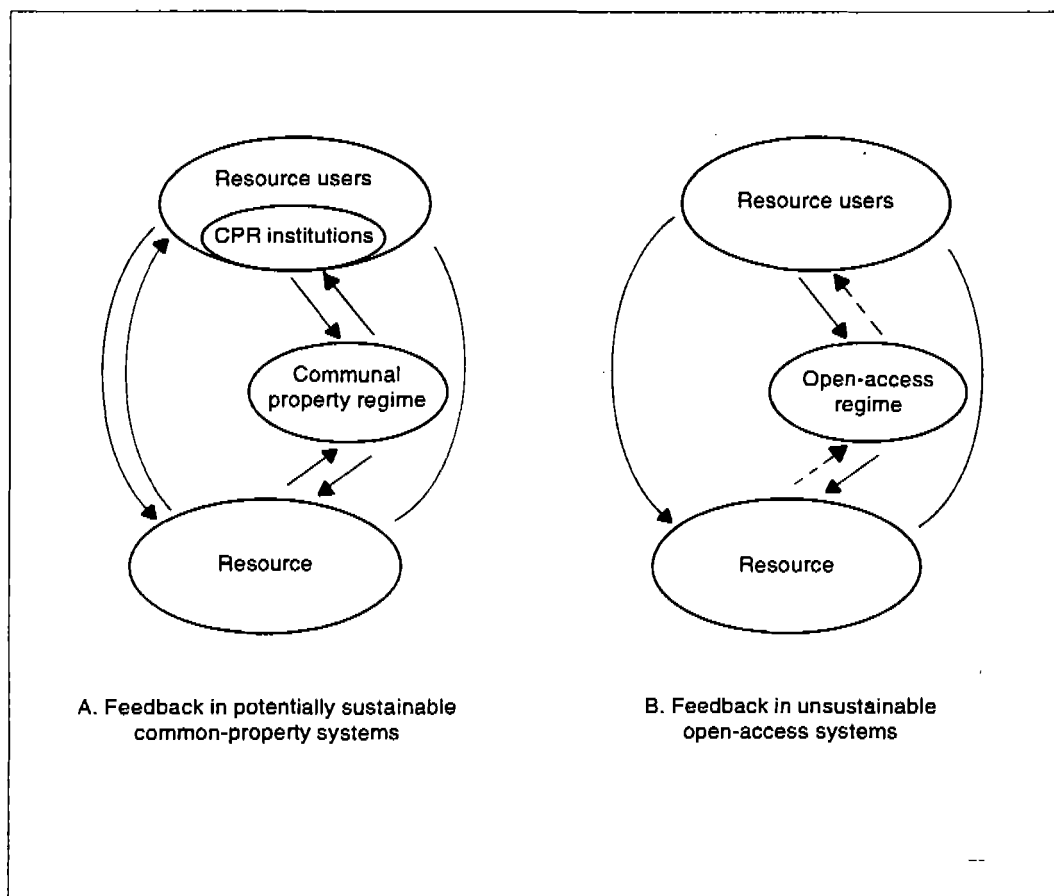 Resource users
CPR institutions
Communal
property regime
Resource
A. Feedback in potentially sustainable
common-property systems
Resource users
Open-access
regime
Resource
B. Feedback in unsustainable
open-access systems